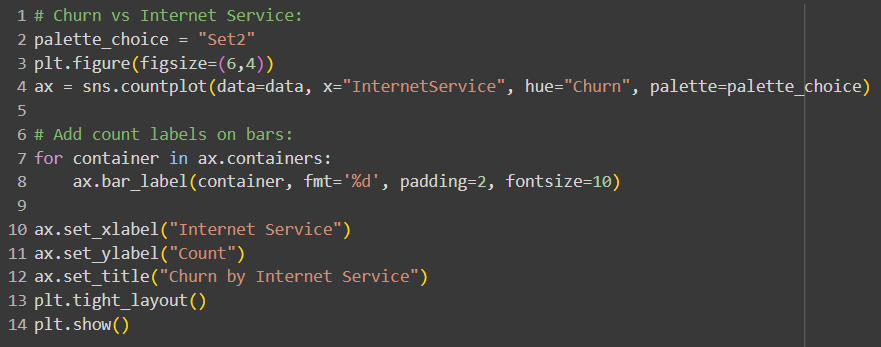 1 # Churn vs Internet Service:
2 palette_choice = "Set2"
3 plt.figure(figsize=(6,4))
4 ax = sns.countplot(data=data, x="InternetService", hue="Churn", palette=palette_choice)
5
6 # Add count labels on bars:
7 for container in ax.containers:
8     ax.bar_label(container, fmt='%d', padding=2, fontsize=10)
9
10 ax.set_xlabel("Internet Service")
11 ax.set_ylabel("Count")
12 ax.set_title("Churn by Internet Service")
13 plt.tight_layout()
14 plt.show()